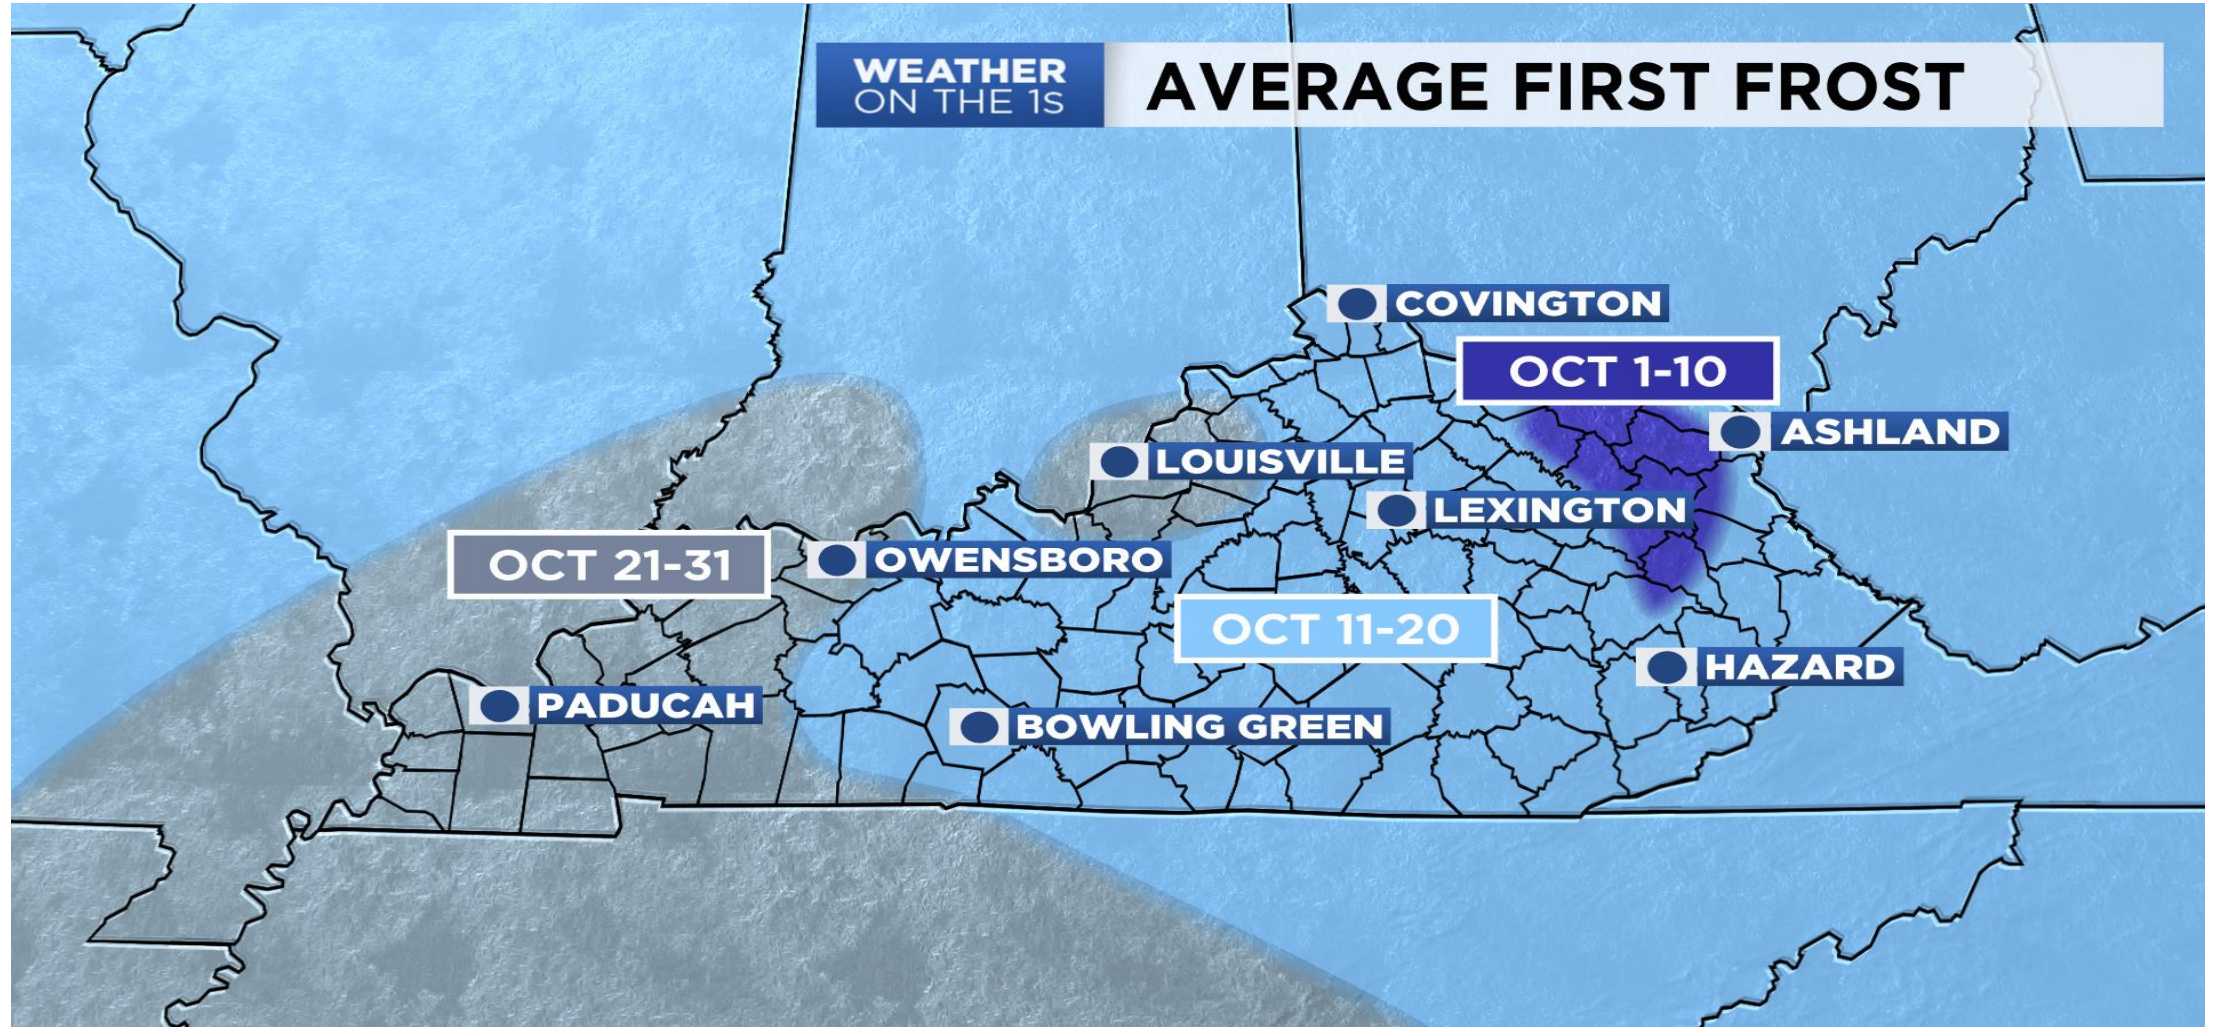 WEATHER
ON THE 1S
AVERAGE FIRST FROST
COVINGTON
OCT 1-10
ASHLAND
LOUISVILLE
LEXINGTON
OCT 21-31
OWENSBORO
OCT 11-20
HAZARD
PADUCAH
BOWLING GREEN